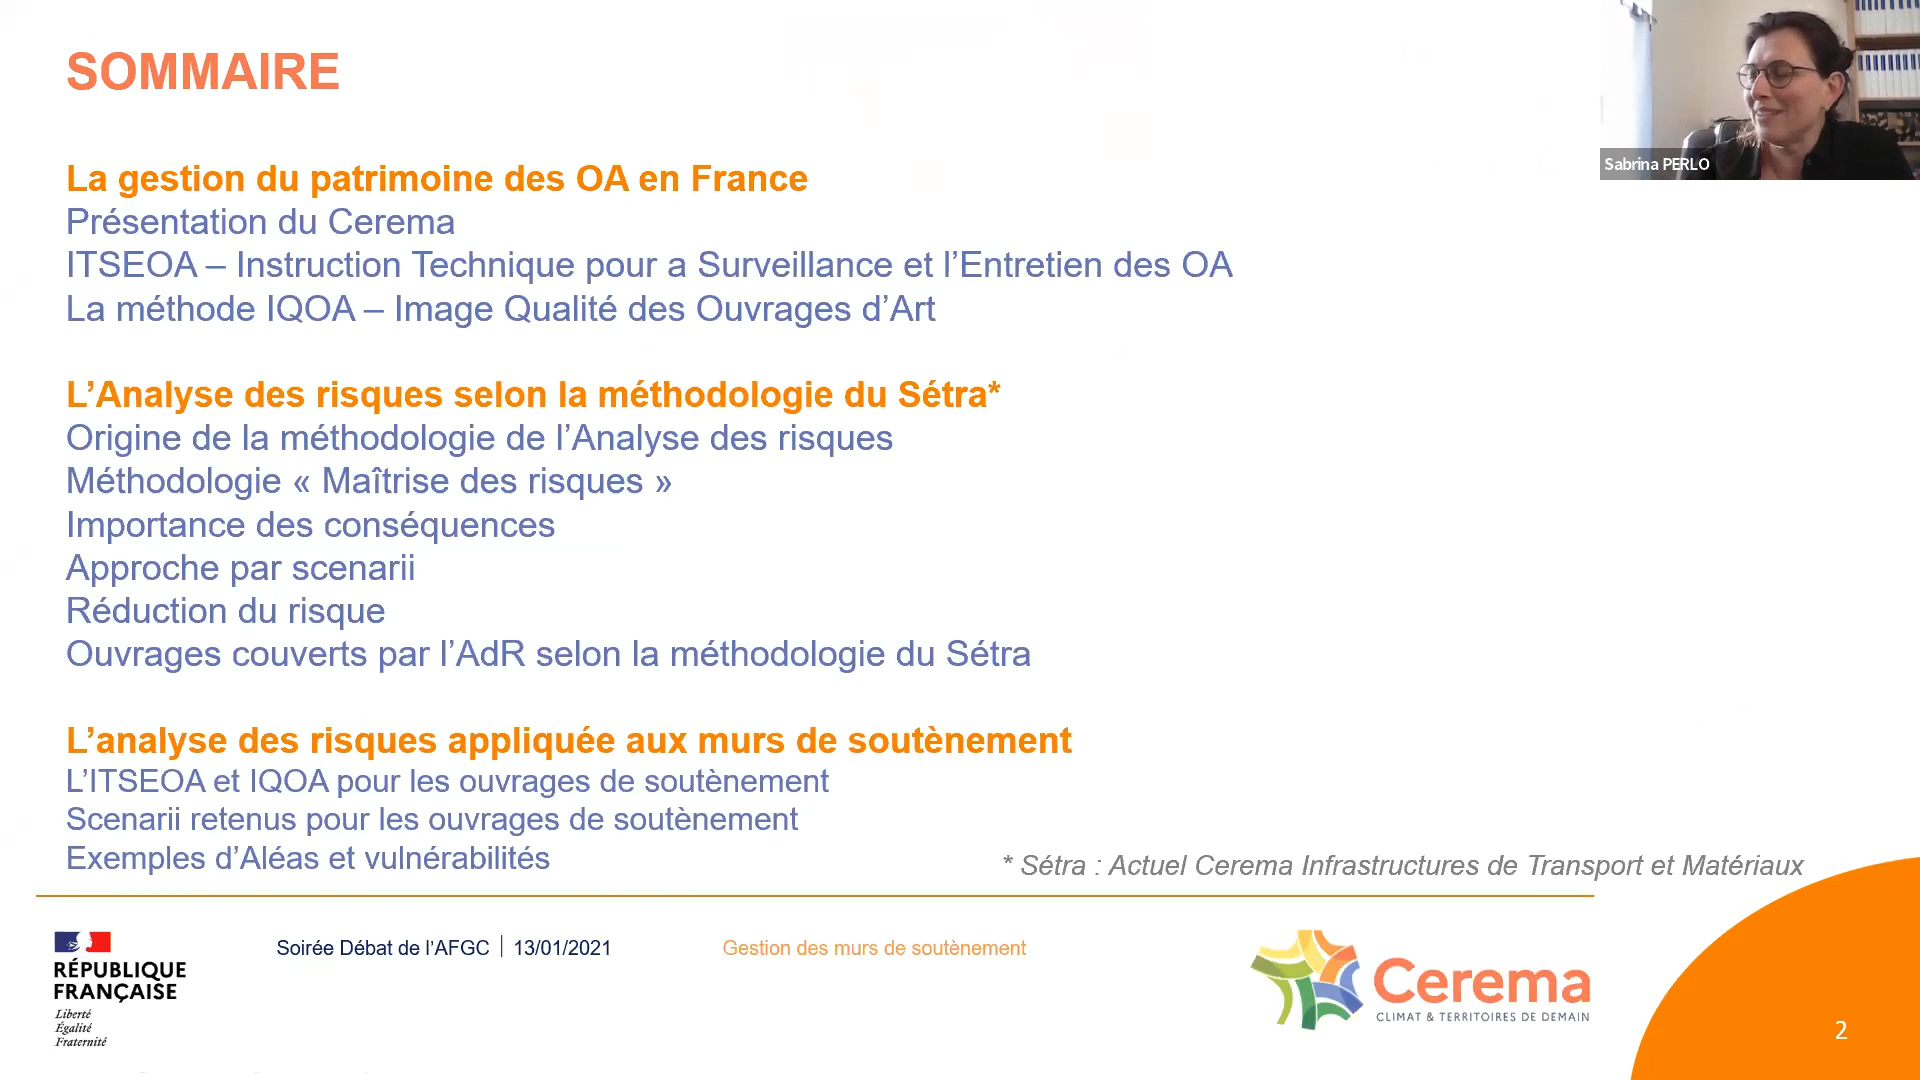 SOMMAIRE
Sabrina PERLO
La gestion du patrimoine des OA en France
Présentation du Cerema
ITSEOA – Instruction Technique pour a Surveillance et l’Entretien des OA
La méthode IQOA – Image Qualité des Ouvrages d’Art
L’Analyse des risques selon la méthodologie du Sétra*
Origine de la méthodologie de l’Analyse des risques
Méthodologie « Maîtrise des risques »
Importance des conséquences
Approche par scenarii
Réduction du risque
Ouvrages couverts par l’AdR selon la méthodologie du Sétra
L’analyse des risques appliquée aux murs de soutènement
L’ITSEOA et IQOA pour les ouvrages de soutènement
Scenarii retenus pour les ouvrages de soutènement
Exemples d’Aléas et vulnérabilités
* Sétra : Actuel Cerema Infrastructures de Transport et Matériaux
RÉPUBLIQUE
FRANÇAISE
Liberté
Égalité
Fraternité
Soirée Débat de l’AFGC | 13/01/2021
Gestion des murs de soutènement
Cerema
CLIMAT & TERRITOIRES DE DEMAIN
2